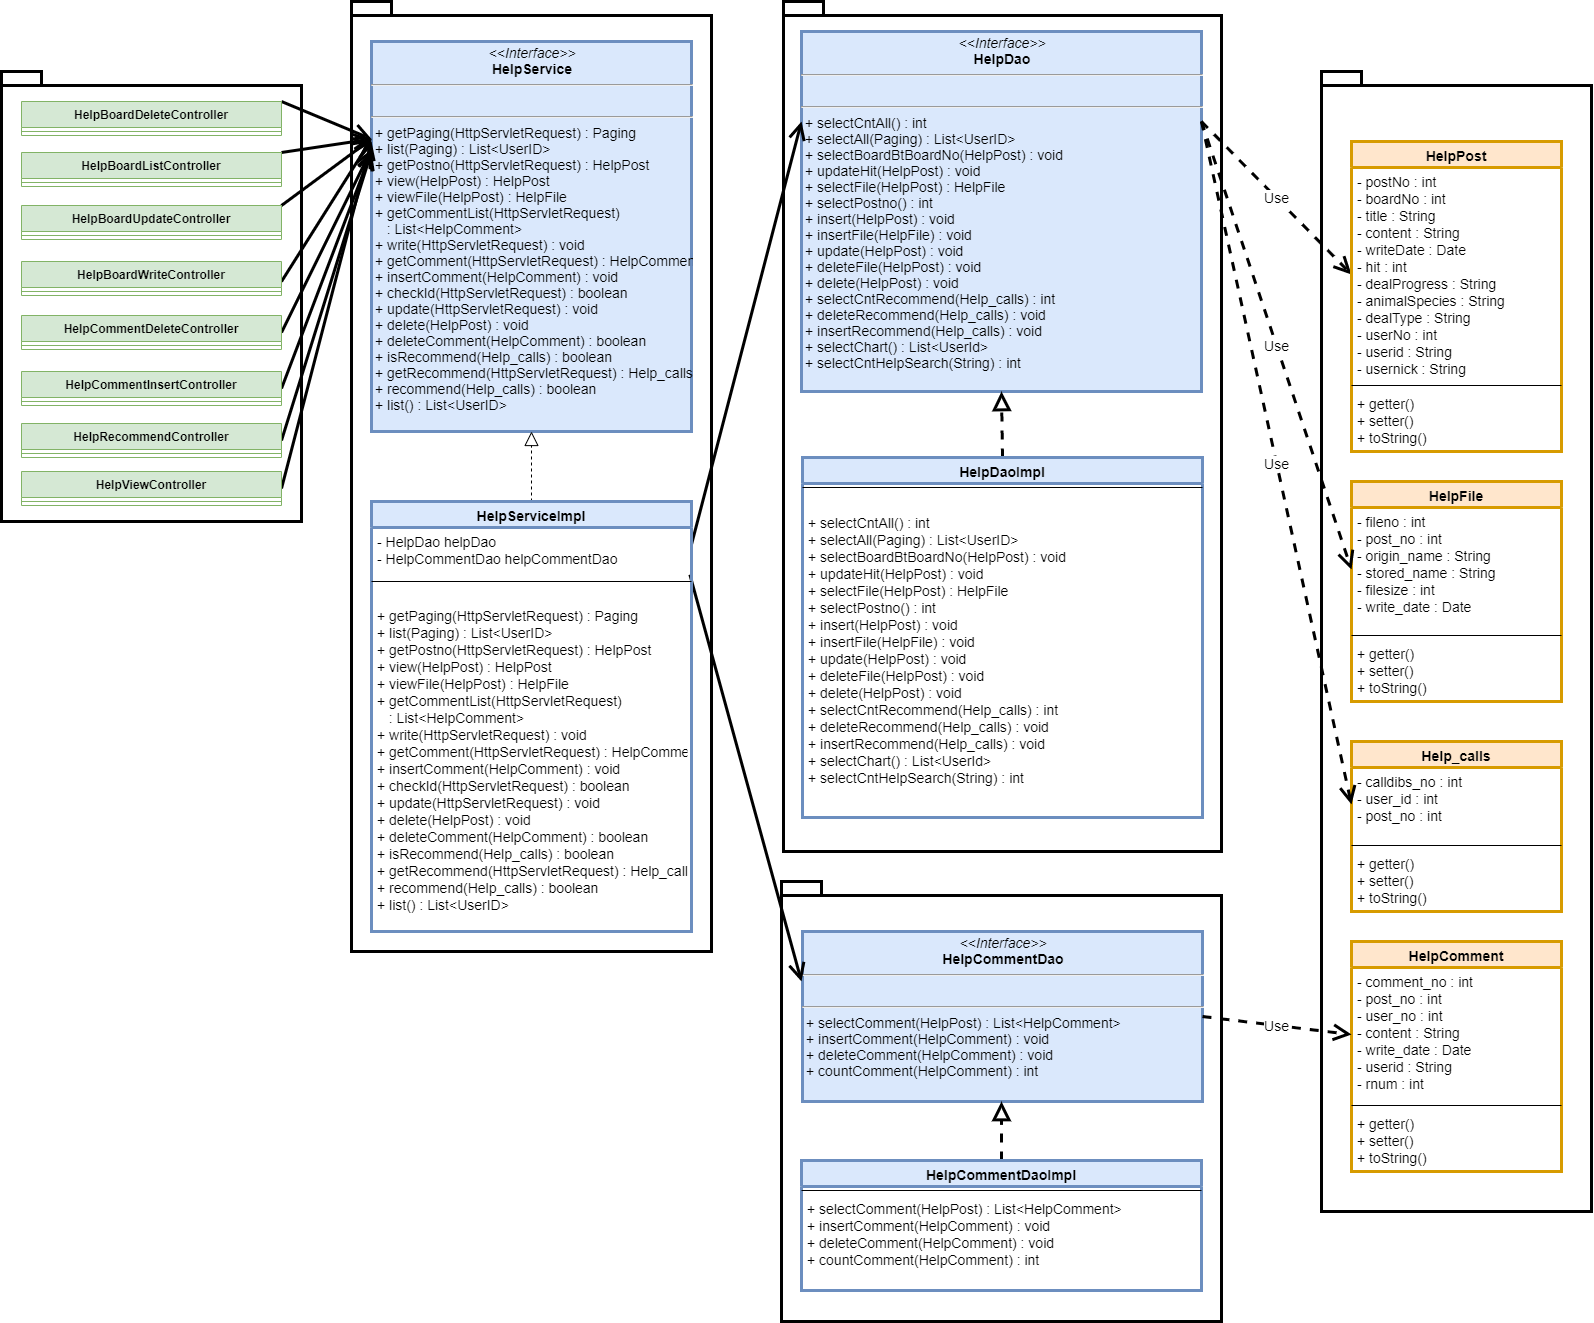 HelpBoardDeleteController
HelpBoardListController
HelpBoardUpdateController
HelpBoardWriteController
HelpCommentDeleteController
HelpCommentInsertController
HelpRecommendController
HelpViewController
<<Interface>>
HelpService
+ getPaging(HttpServletRequest) : Paging
+ list(Paging) : List<UserID>
+ getPostno(HttpServletRequest) : HelpPost
+ view(HelpPost) : HelpPost
+ viewFile(HelpPost) : HelpFile
+ getCommentList(HttpServletRequest)
: List<HelpComment>
+ write(HttpServletRequest) : void
+ getComment(HttpServletRequest) : HelpCommer
+ insertComment(HelpComment) : void
+ checkId(HttpServletRequest) : boolean
+ update(HttpServletRequest) : void
+ delete(HelpPost) : void
+ deleteComment(HelpComment) : boolean
+ isRecommend(Help_calls) : boolean
+ getRecommend(HttpServletRequest) : Help_calls
+ recommend(Help_calls) : boolean
+ list() : List<UserID>
HelpServiceImpl
- HelpDao helpDao
- HelpCommentDao helpCommentDao
+ getPaging(HttpServletRequest) : Paging
+ list(Paging) : List<UserID>
+ getPostno(HttpServletRequest) : HelpPost
+ view(HelpPost) : HelpPost
+ viewFile(HelpPost) : HelpFile
+ getCommentList(HttpServletRequest)
: List<HelpComment>
+ write(HttpServletRequest) : void
+ getComment(HttpServletRequest) : HelpComme
+ insertComment(HelpComment) : void
+ checkId(HttpServletRequest) : boolean
+ update(HttpServletRequest) : void
+ delete(HelpPost) : void
+ deleteComment(HelpComment) : boolean
+ isRecommend(Help_calls) : boolean
+ getRecommend(HttpServletRequest) : Help_call
+ recommend(Help_calls) : boolean
+ list() : List<UserID>
<<Interface>>
HelpDao
+ selectCntAll() : int
+ selectAll(Paging) : List<UserID>
+ selectBoardBtBoardNo(HelpPost) : void
+ updateHit(HelpPost) : void
+ selectFile(HelpPost) : HelpFile
+ selectPostno() : int
+ insert(HelpPost) : void
+ insertFile(HelpFile) : void
+ update(HelpPost) : void
+ deleteFile(HelpPost) : void
+ delete(HelpPost) : void
+ selectCntRecommend(Help_calls) : int
+ deleteRecommend(Help_calls) : void
+ insertRecommend(Help_calls) : void
+ selectChart() : List<UserId>
+ selectCntHelpSearch(String) : int
HelpDaoImpl
+ selectCntAll() : int
+ selectAll(Paging) : List<UserID>
+ selectBoardBtBoardNo(HelpPost) : void
+ updateHit(HelpPost) : void
+ selectFile(HelpPost) : HelpFile
+ selectPostno() : int
+ insert(HelpPost) : void
+ insertFile(HelpFile) : void
+ update(HelpPost) : void
+ deleteFile(HelpPost) : void
+ delete(HelpPost) : void
+ selectCntRecommend(Help_calls) : int
+ deleteRecommend(Help_calls) : void
+ insertRecommend(Help_calls) : void
+ selectChart() : List<UserId>
+ selectCntHelpSearch(String) : int
<<Interface>>
HelpCommentDao
+ selectComment(HelpPost) : List<HelpComment>
+ insertComment(HelpComment) : void
+ deleteComment(HelpComment) : void
+ countComment(HelpComment) : int
HelpCommentDaoImpl
+ selectComment(HelpPost) : List<HelpComment>
+ insertComment(HelpComment) : void
+ deleteComment(HelpComment) : void
+ countComment(HelpComment) : int
Use
Use
Use
Use
HelpPost
- postNo : int
- boardNo : int
- title : String
- content : String
- writeDate : Date
- hit : int
- dealProgress : String
- animalSpecies : String
- dealType : String
- userNo : int
- userid : String
- usernick : String
+ getter()
+ setter()
+ toString()
HelpFile
- fileno : int
- post_no : int
- origin_name : String
- stored_name : String
- filesize : int
- write_date : Date
+ getter()
+ setter()
+ toString()
Help_calls
- calldibs_no : int
- user_id : int
- post_no : int
+ getter()
+ setter()
+ toString()
HelpComment
- comment_no : int
- post_no : int
- user_no : int
- content : String
- write_date : Date
- userid : String
- rnum : int
+ getter()
+ setter()
+ toString()